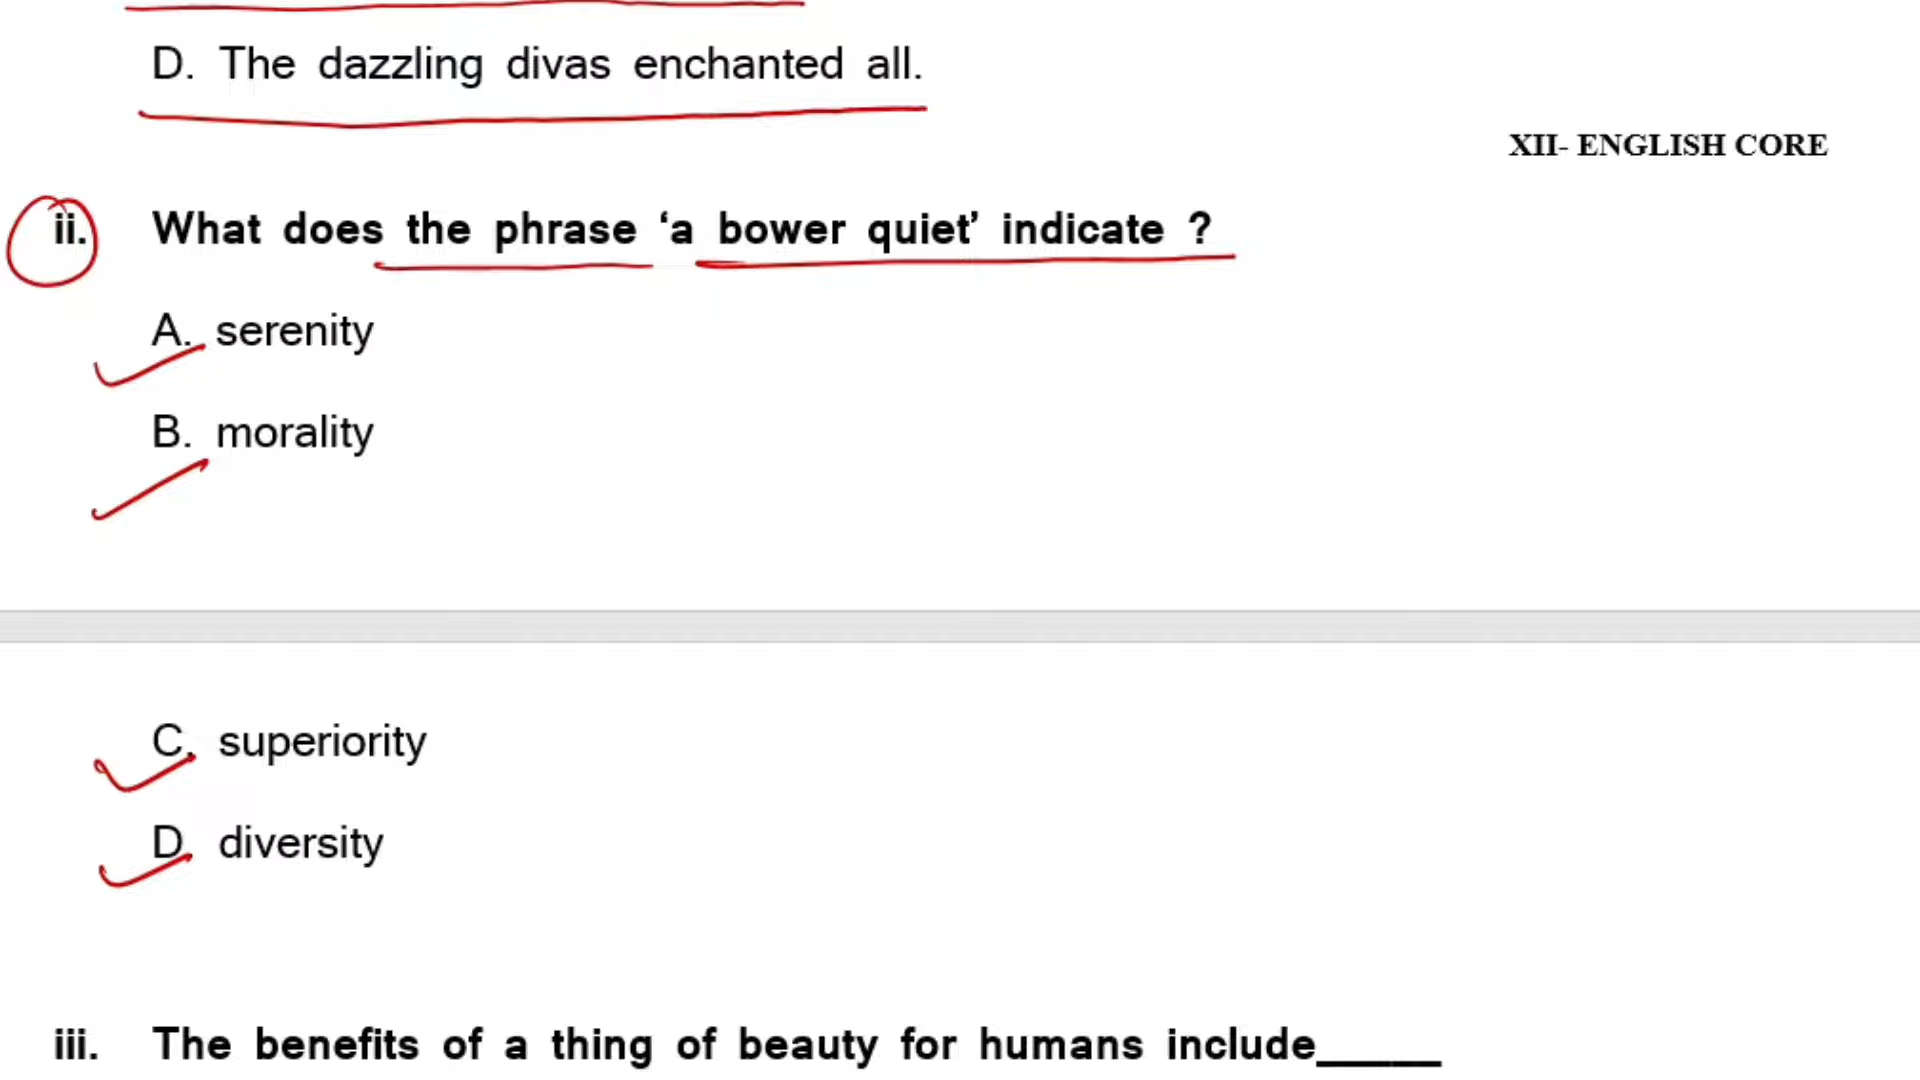 D. The dazzling divas enchanted all.
XII- ENGLISH CORE
ii. What does the phrase ‘a bower quiet’ indicate ?
A. serenity
B. morality
C. superiority
D. diversity
iii. The benefits of a thing of beauty for humans include_____